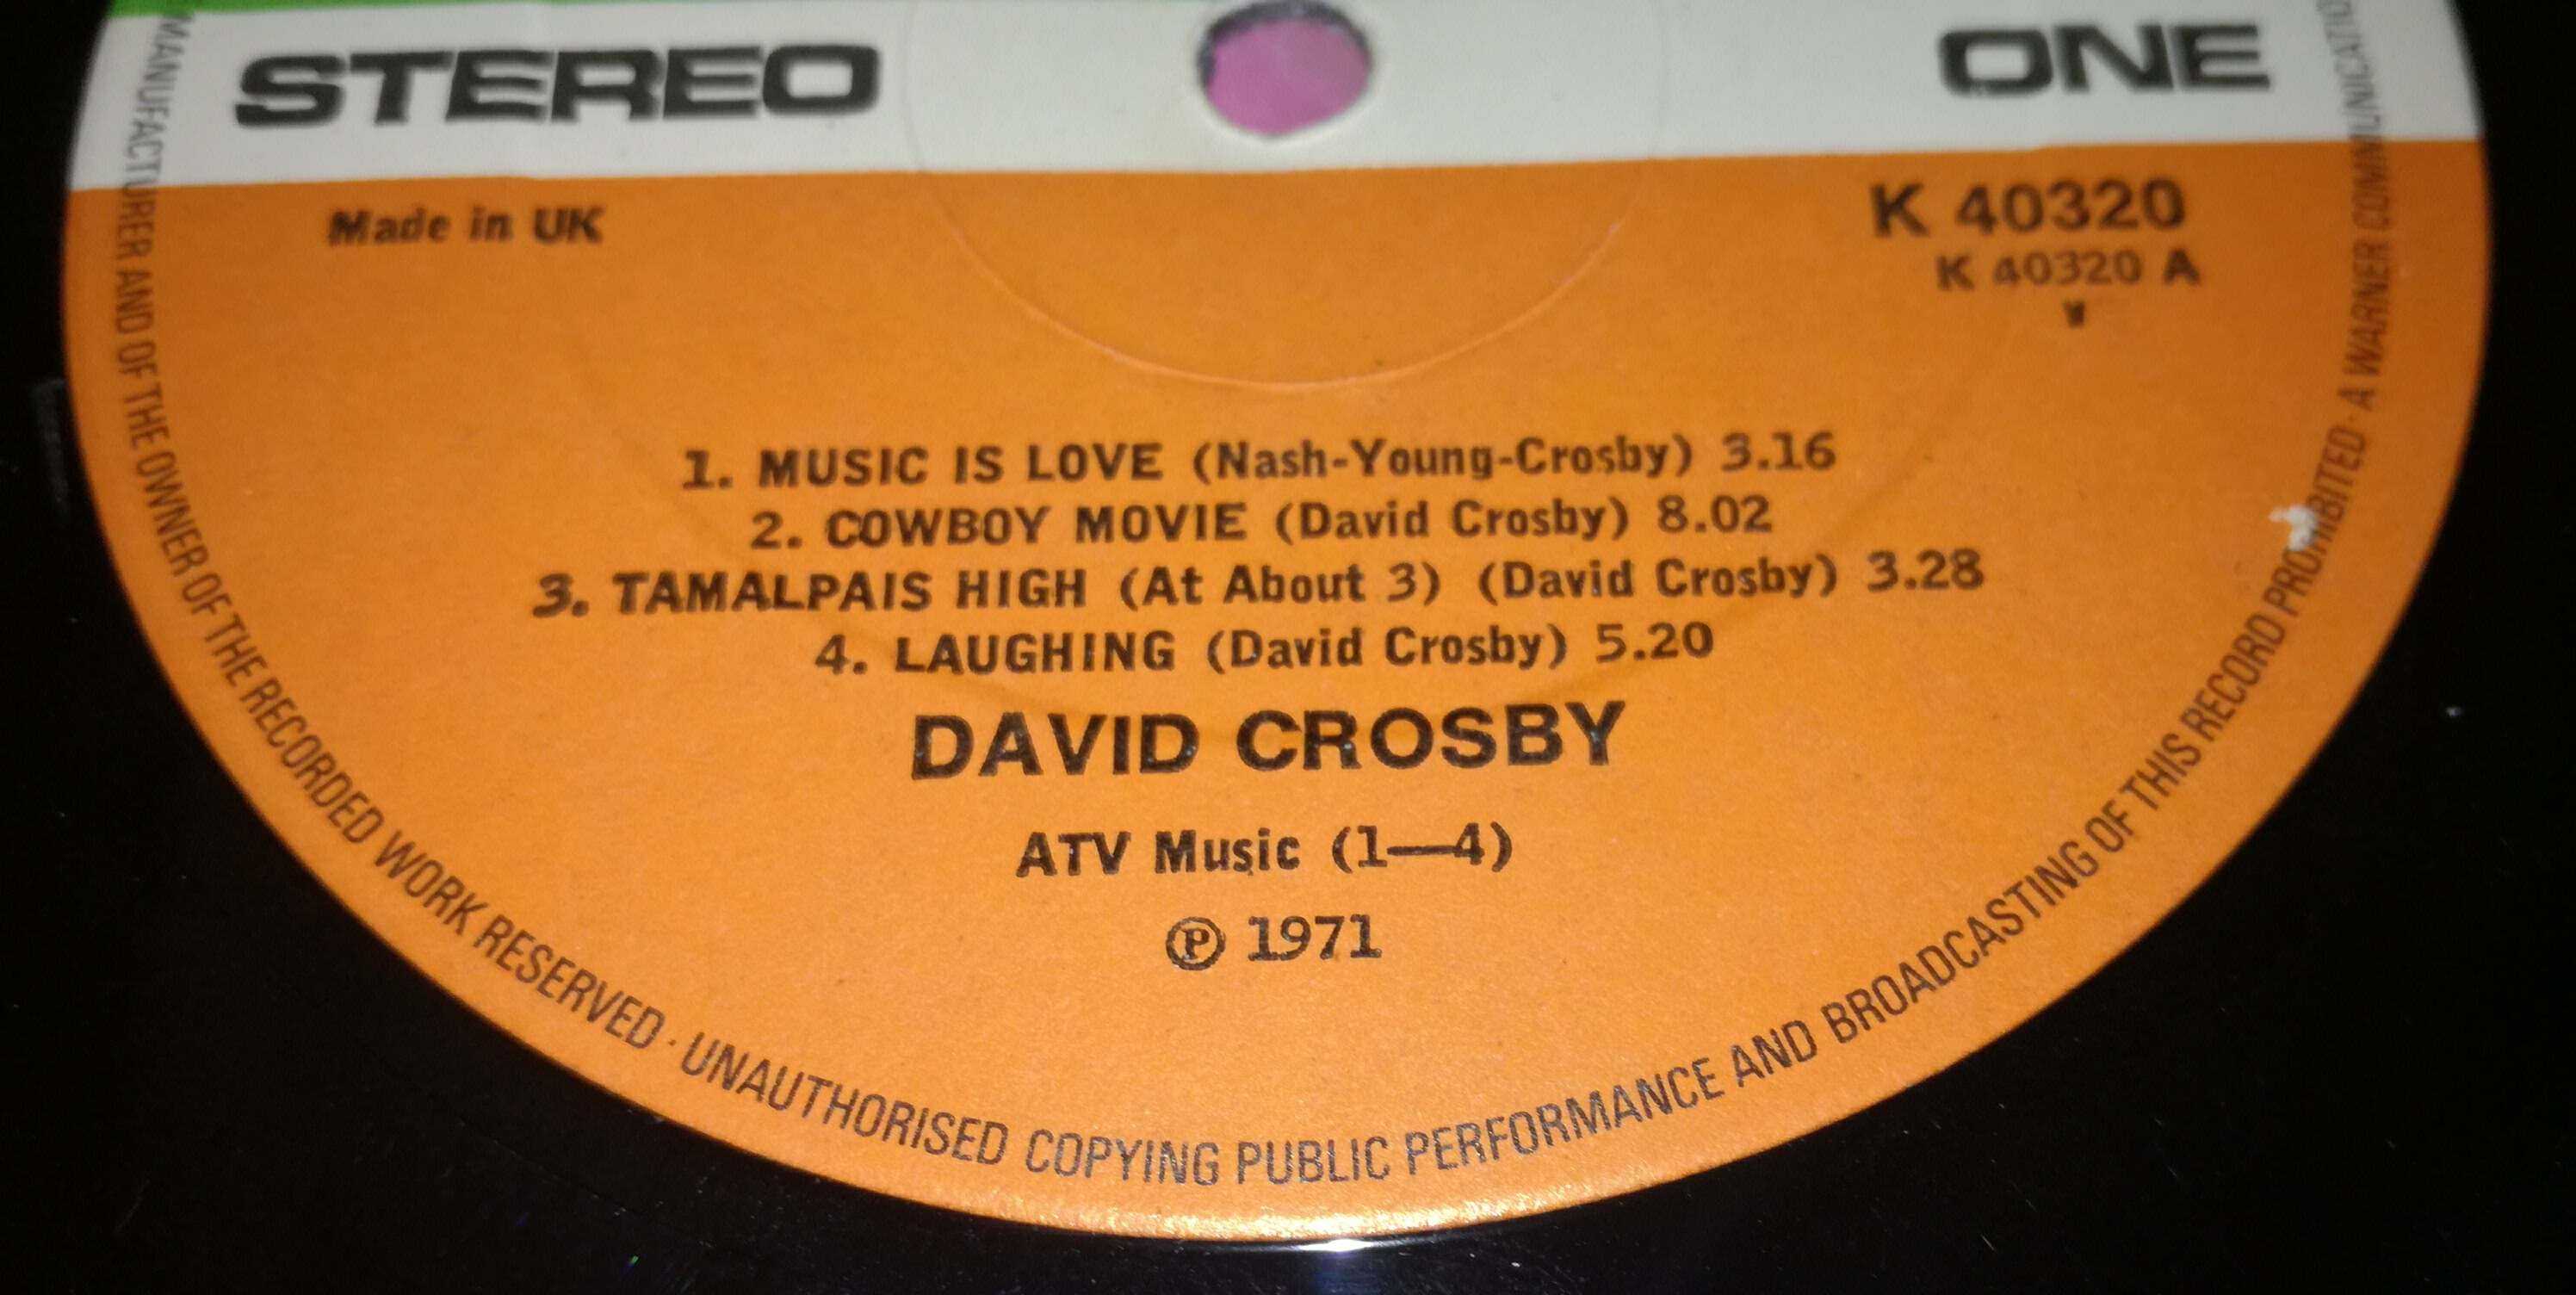 STEREO
ONE
Made in UK
K 40320
K 40320 A
1. MUSIC IS LOVE (Nash-Young-Crosby) 3.16
2. COWBOY MOVIE (David Crosby) 8.02
3. TAMALPAIS HIGH (At About 3) (David Crosby) 3.28
4. LAUGHING (David Crosby) 5.20
DAVID CROSBY
ATV Music (1—4)
℗ 1971
MANUFACTURER AND OF THE OWNER OF THE RECORDED WORK RESERVED · UNAUTHORISED COPYING PUBLIC PERFORMANCE AND BROADCASTING OF THIS RECORD PROHIBITED · A WARNER